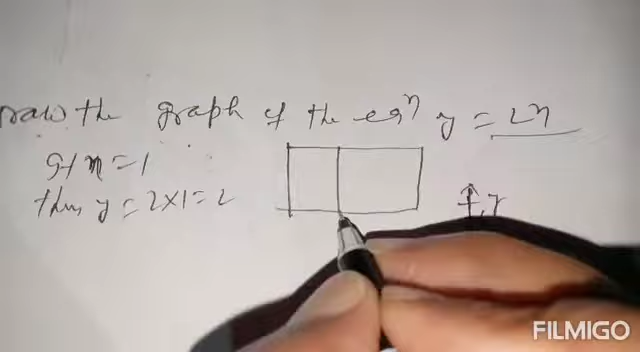 raw the graph of the eqⁿ y = 2x
If x = 1
then y = 2×1 = 2
FILMIGO